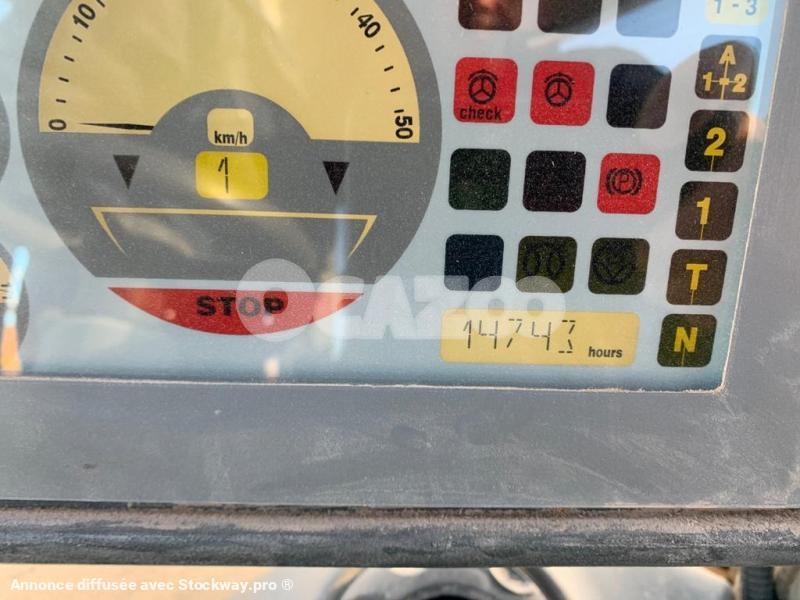 10
40
1 - 3
0
50
km/h
1
check
A
1 2
2
P
1
T
STOP
OCAZOO
14743 hours
N
Annonce diffusée avec Stockway.pro ®